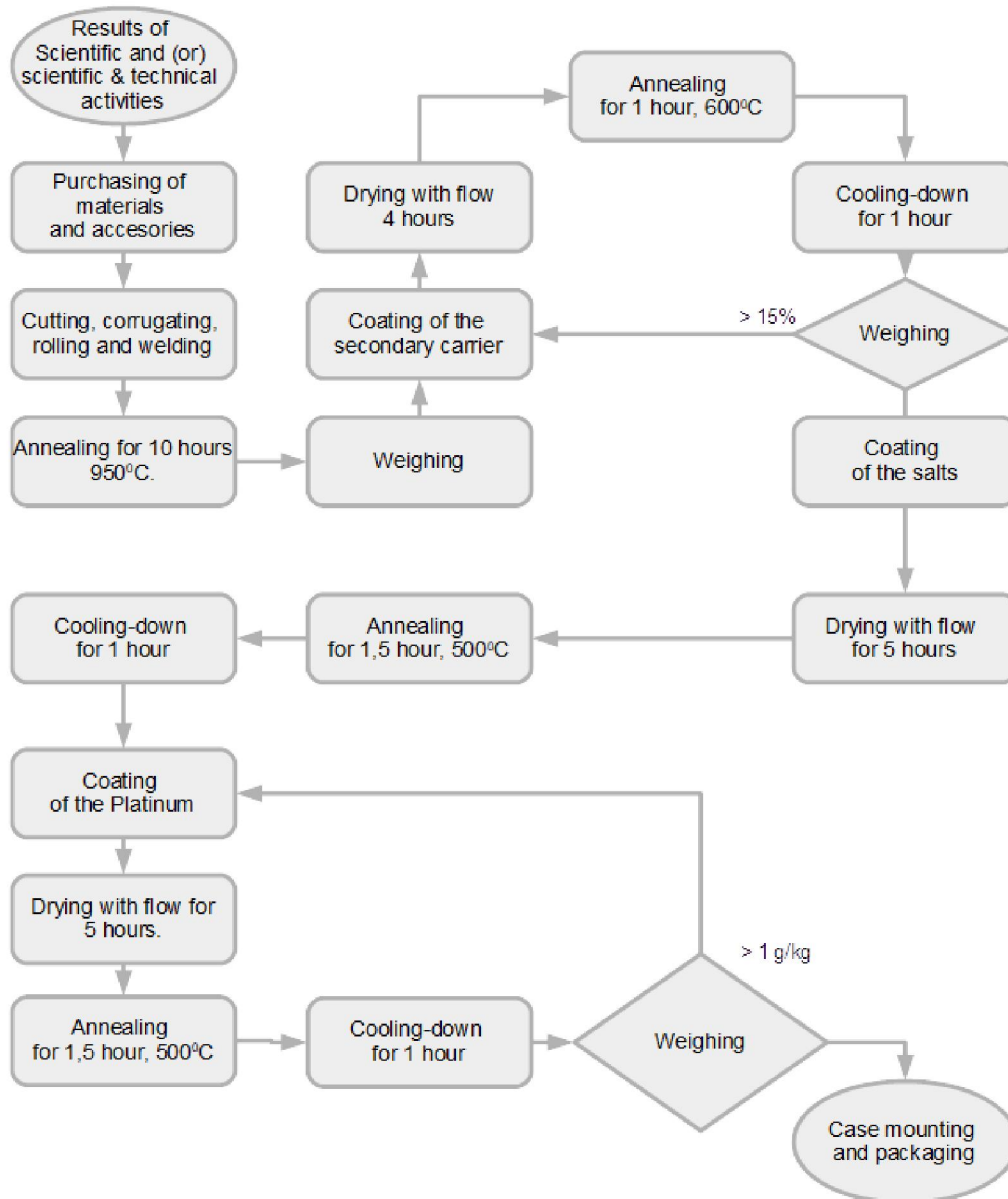 Results of
Scientific and (or)
scientific & technical
activities
Purchasing of
materials
and accesories
Cutting, corrugating,
rolling and welding
Annealing for 10 hours
950⁰C.
Weighing
Coating of the
secondary carrier
Drying with flow
4 hours
Annealing
for 1 hour, 600⁰C
Cooling-down
for 1 hour
Weighing
> 15%
Coating
of the salts
Drying with flow
for 5 hours
Annealing
for 1,5 hour, 500⁰C
Cooling-down
for 1 hour
Coating
of the Platinum
Drying with flow for
5 hours.
Annealing
for 1,5 hour, 500⁰C
Cooling-down
for 1 hour
Weighing
> 1 g/kg
Case mounting
and packaging